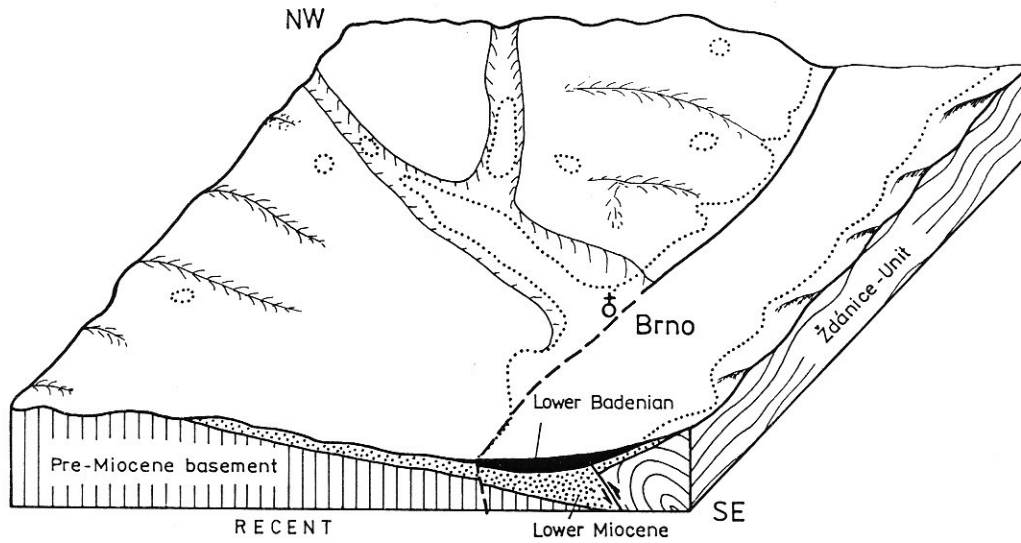 NW
Brno
Ždánice-Unit
Lower Badenian
Pre-Miocene basement
SE
RECENT
Lower Miocene